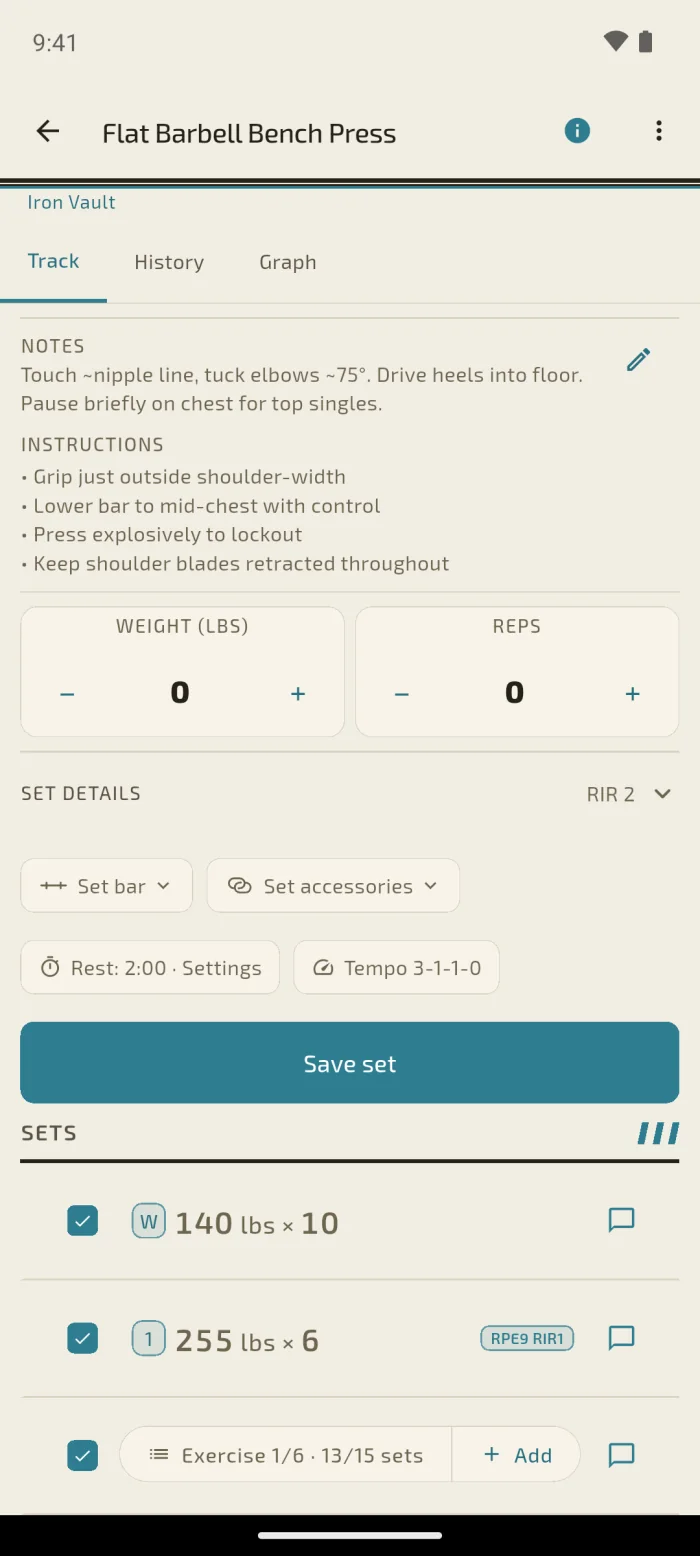 9:41
Flat Barbell Bench Press
Iron Vault
Track History Graph
NOTES
Touch ~nipple line, tuck elbows ~75°. Drive heels into floor.
Pause briefly on chest for top singles.
INSTRUCTIONS
• Grip just outside shoulder-width
• Lower bar to mid-chest with control
• Press explosively to lockout
• Keep shoulder blades retracted throughout
WEIGHT (LBS) REPS
− 0 + − 0 +
SET DETAILS RIR 2
Set bar Set accessories
Rest: 2:00 · Settings Tempo 3-1-1-0
Save set
SETS
W 140 lbs × 10
1 255 lbs × 6 RPE9 RIR1
Exercise 1/6 · 13/15 sets + Add